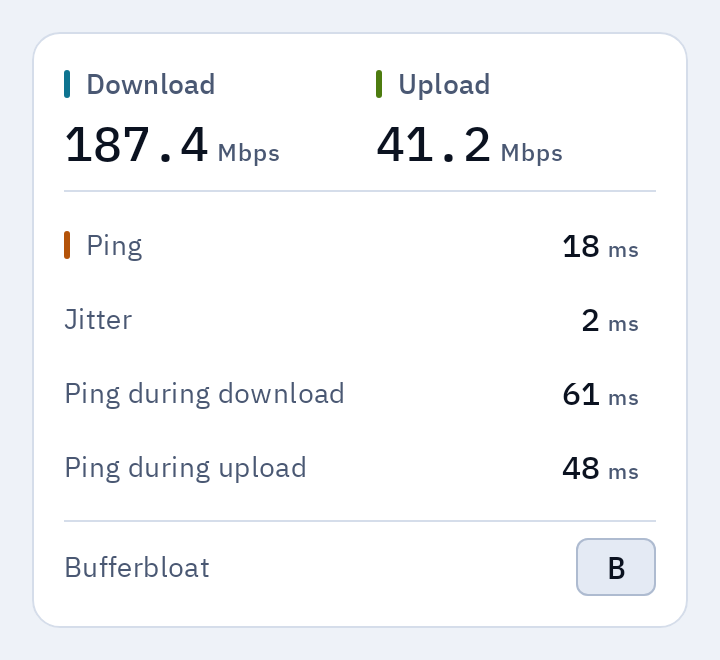 Download Upload
187.4 Mbps 41.2 Mbps
Ping 18 ms
Jitter 2 ms
Ping during download 61 ms
Ping during upload 48 ms
Bufferbloat B